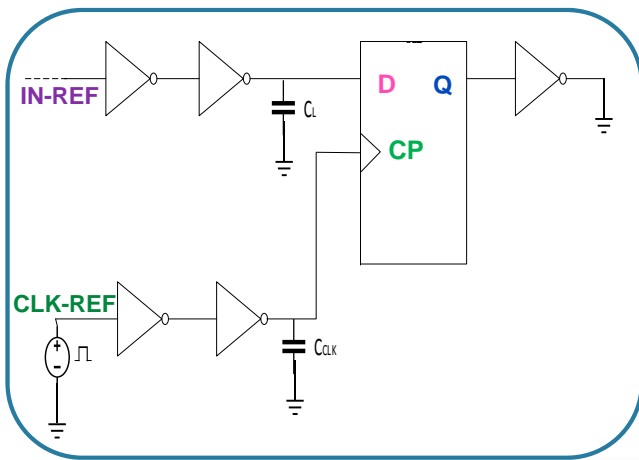 IN-REF
CL
D Q
CP
CLK-REF
CCLK
+
-